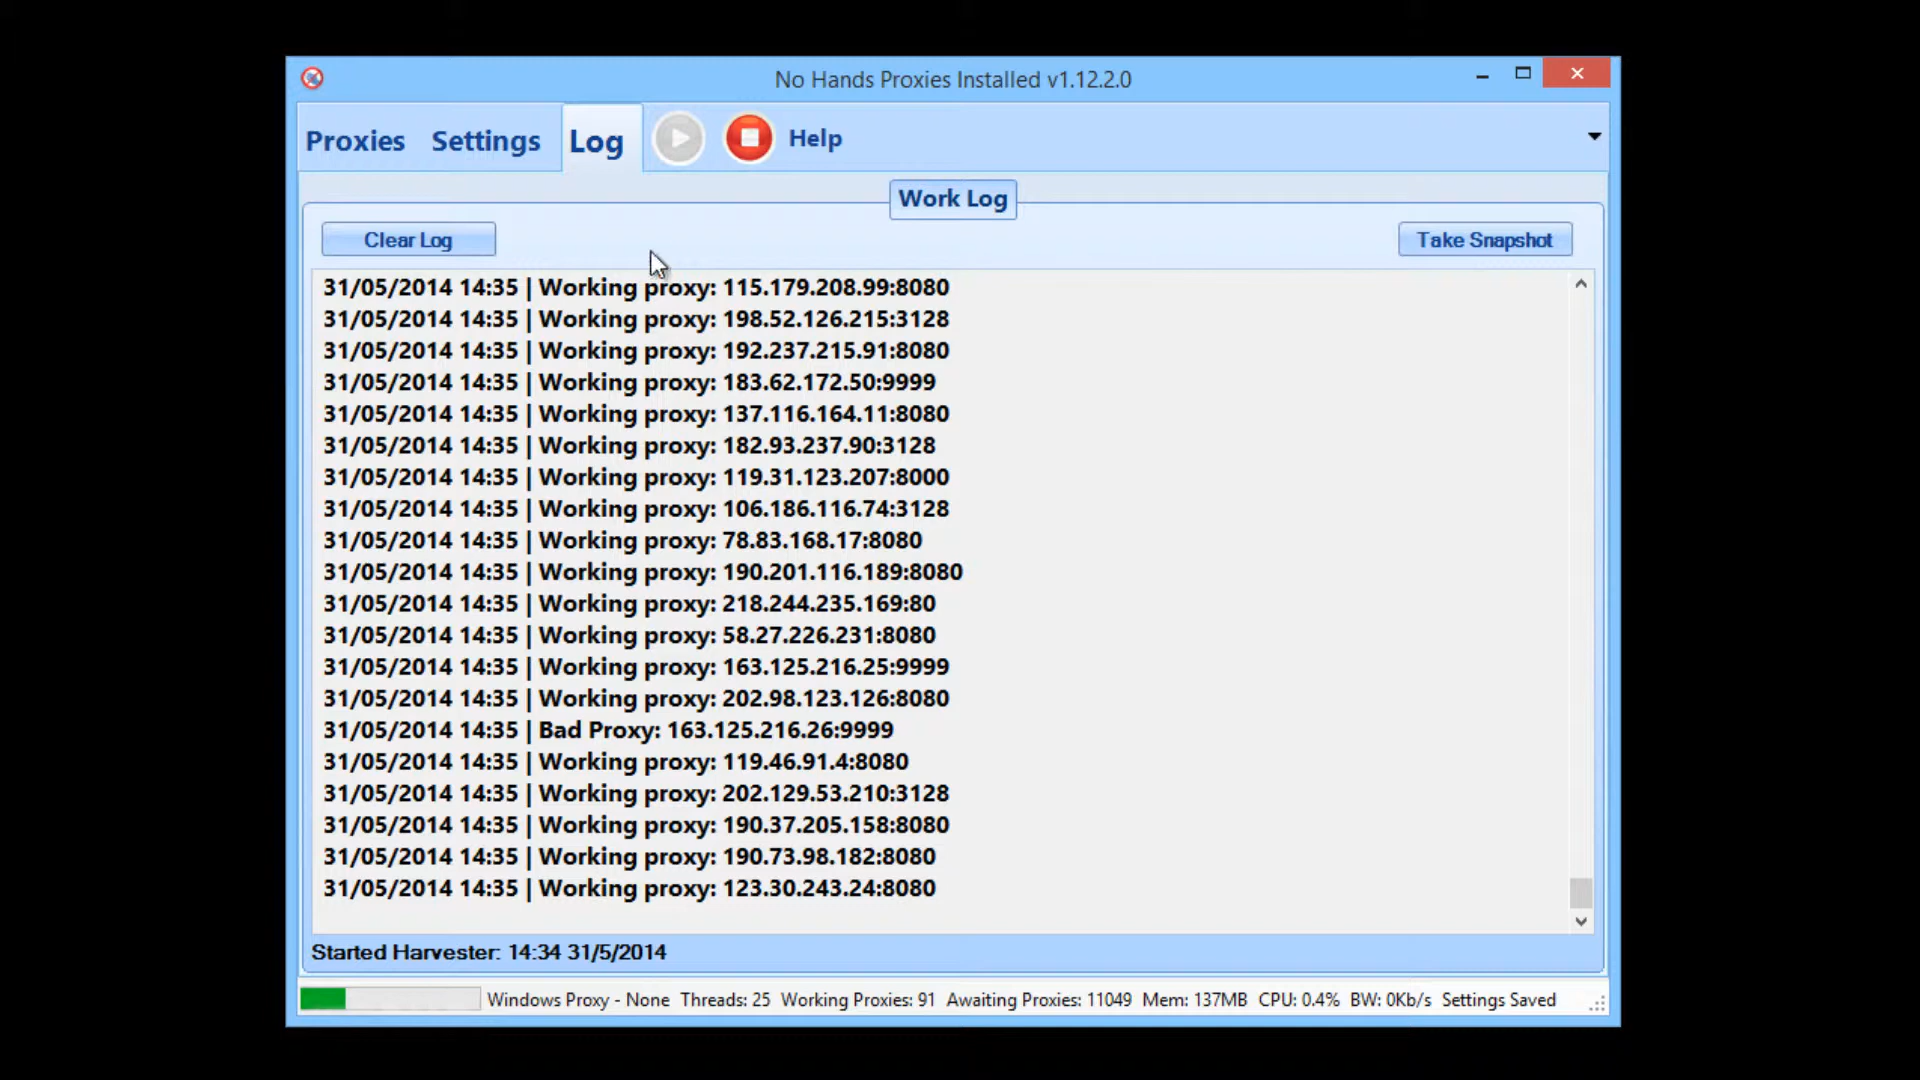 No Hands Proxies Installed v1.12.2.0
Proxies Settings Log Help
Work Log
Clear Log Take Snapshot
31/05/2014 14:35 | Working proxy: 115.179.208.99:8080
31/05/2014 14:35 | Working proxy: 198.52.126.215:3128
31/05/2014 14:35 | Working proxy: 192.237.215.91:8080
31/05/2014 14:35 | Working proxy: 183.62.172.50:9999
31/05/2014 14:35 | Working proxy: 137.116.164.11:8080
31/05/2014 14:35 | Working proxy: 182.93.237.90:3128
31/05/2014 14:35 | Working proxy: 119.31.123.207:8000
31/05/2014 14:35 | Working proxy: 106.186.116.74:3128
31/05/2014 14:35 | Working proxy: 78.83.168.17:8080
31/05/2014 14:35 | Working proxy: 190.201.116.189:8080
31/05/2014 14:35 | Working proxy: 218.244.235.169:80
31/05/2014 14:35 | Working proxy: 58.27.226.231:8080
31/05/2014 14:35 | Working proxy: 163.125.216.25:9999
31/05/2014 14:35 | Working proxy: 202.98.123.126:8080
31/05/2014 14:35 | Bad Proxy: 163.125.216.26:9999
31/05/2014 14:35 | Working proxy: 119.46.91.4:8080
31/05/2014 14:35 | Working proxy: 202.129.53.210:3128
31/05/2014 14:35 | Working proxy: 190.37.205.158:8080
31/05/2014 14:35 | Working proxy: 190.73.98.182:8080
31/05/2014 14:35 | Working proxy: 123.30.243.24:8080
Started Harvester: 14:34 31/5/2014
Windows Proxy - None Threads: 25 Working Proxies: 91 Awaiting Proxies: 11049 Mem: 137MB CPU: 0.4% BW: 0Kb/s Settings Saved